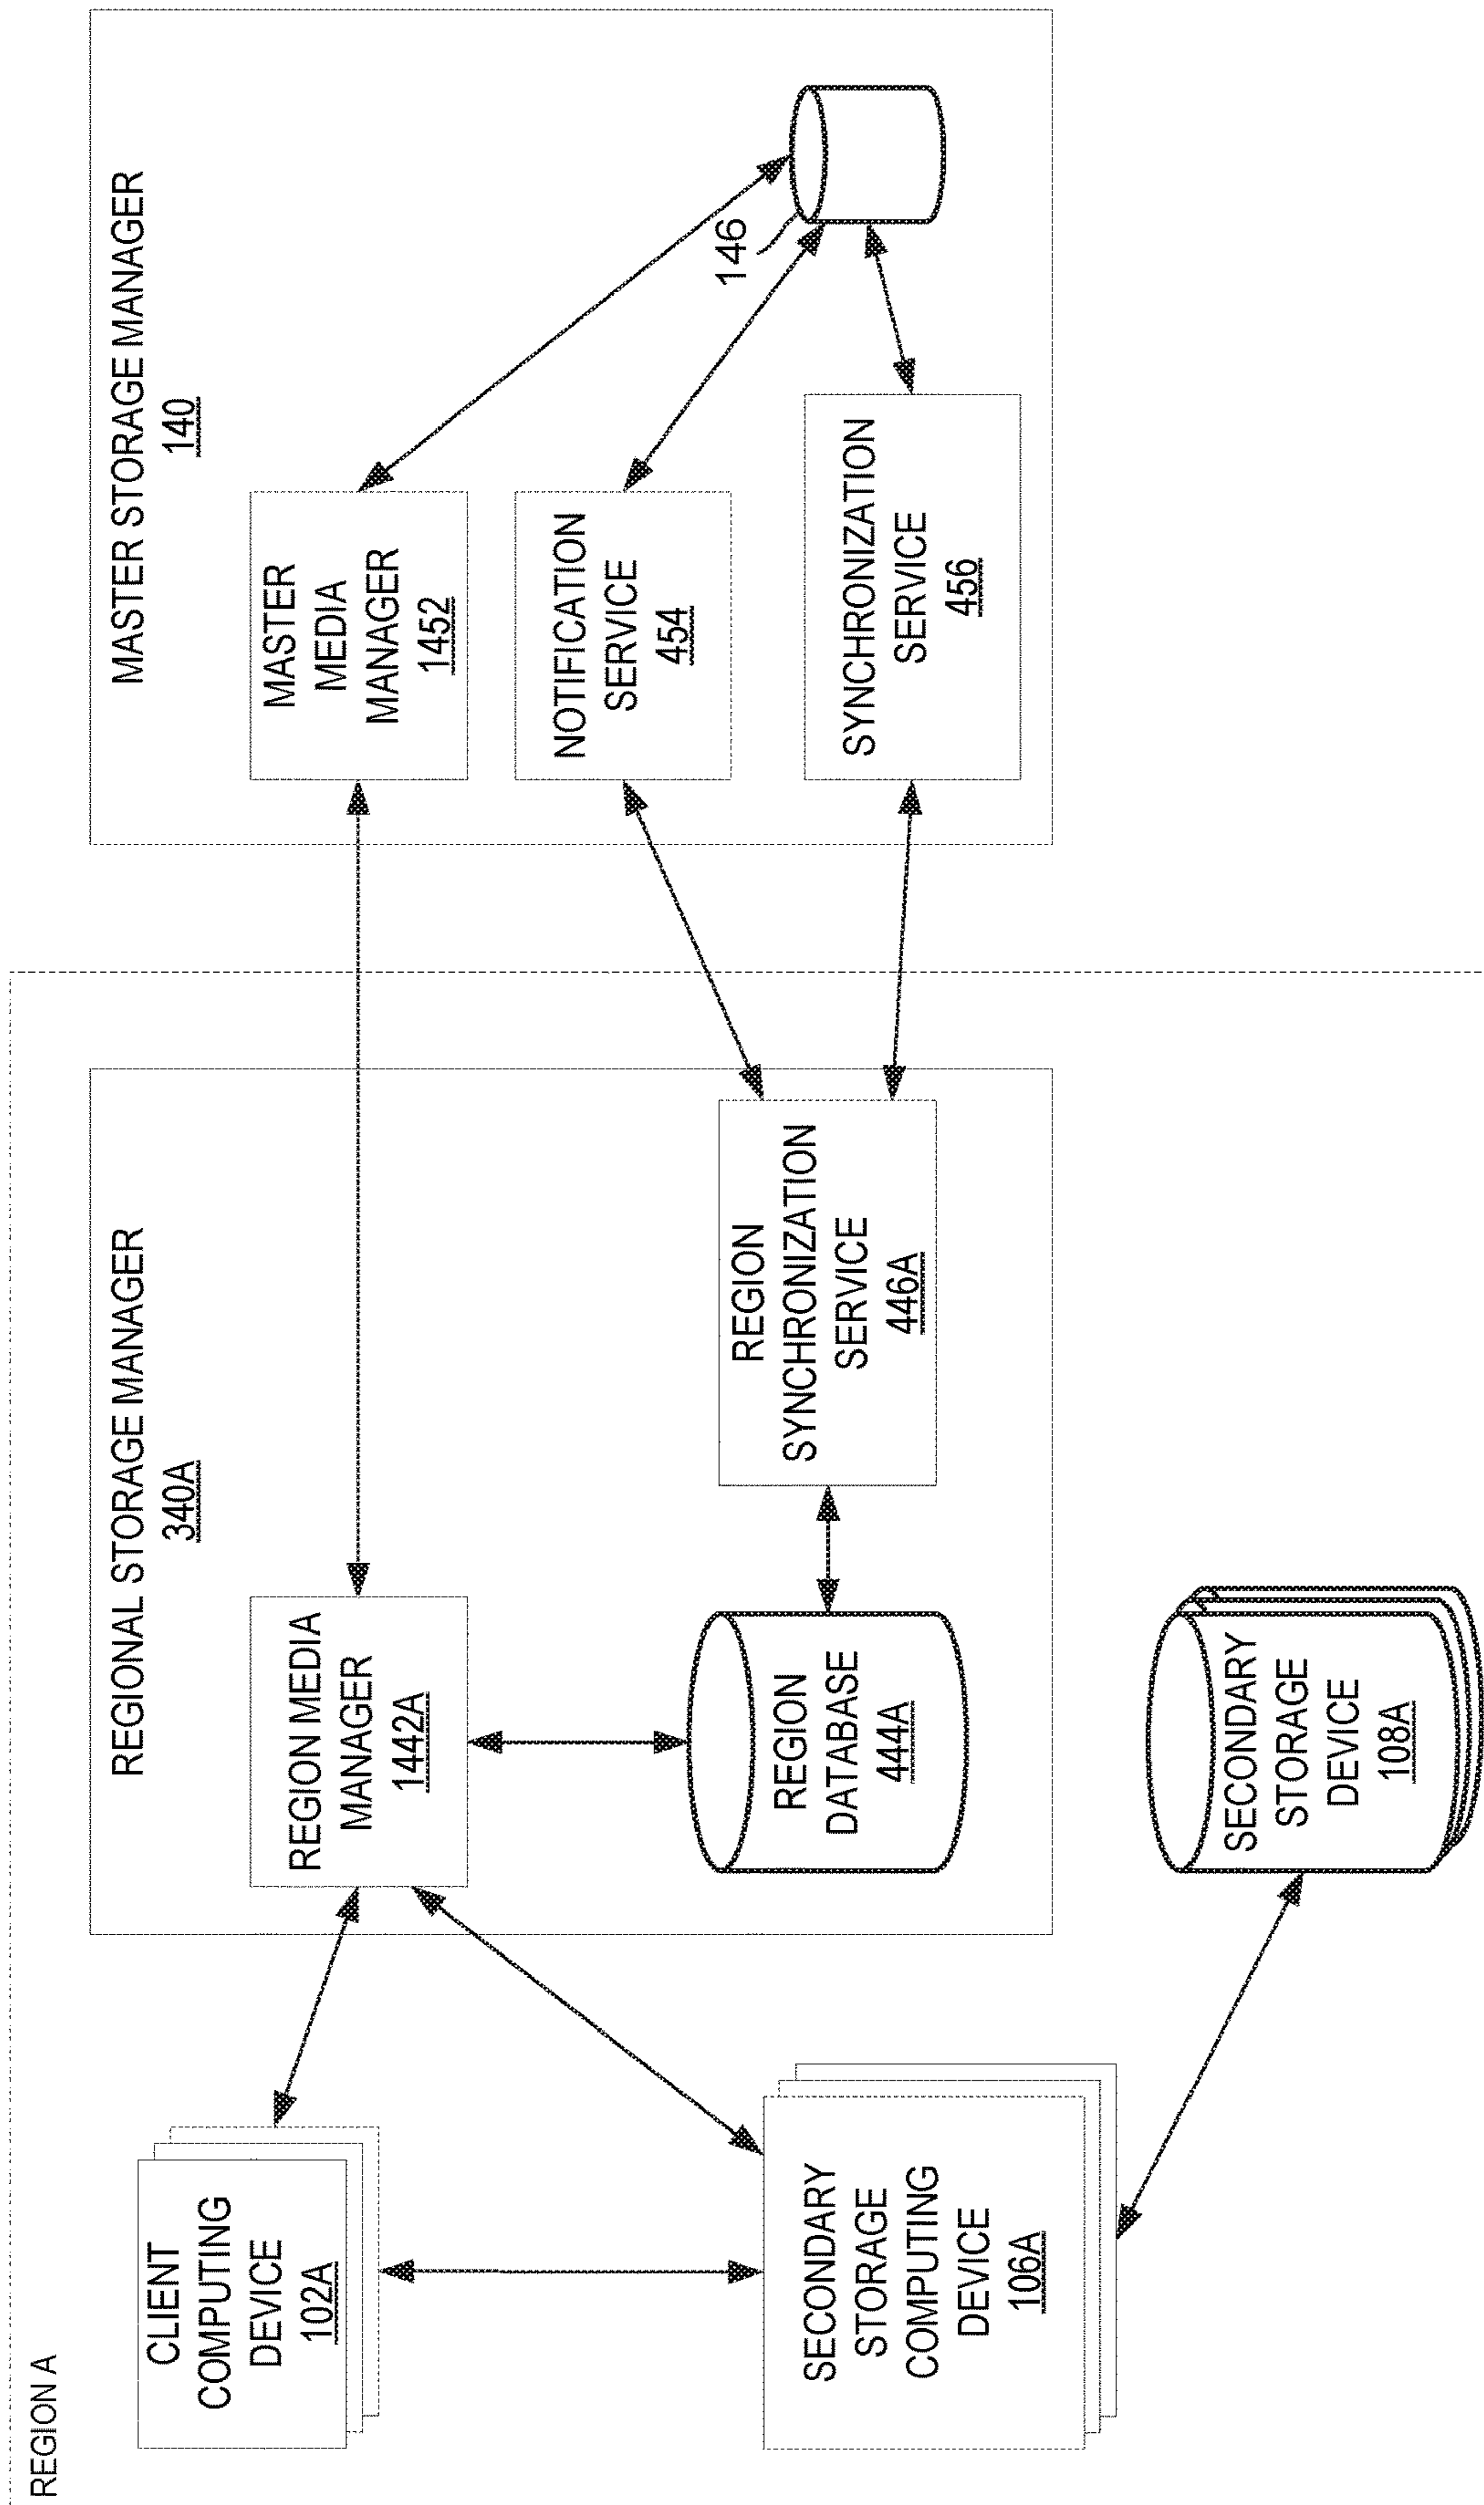 REGION A
CLIENT
COMPUTING
DEVICE
102A
SECONDARY
STORAGE
COMPUTING
DEVICE
106A
REGIONAL STORAGE MANAGER
340A
REGION MEDIA
MANAGER
1442A
REGION
DATABASE
444A
REGION
SYNCHRONIZATION
SERVICE
446A
SECONDARY
STORAGE
DEVICE
108A
MASTER STORAGE MANAGER
140
MASTER
MEDIA
MANAGER
1452
NOTIFICATION
SERVICE
454
SYNCHRONIZATION
SERVICE
456
146